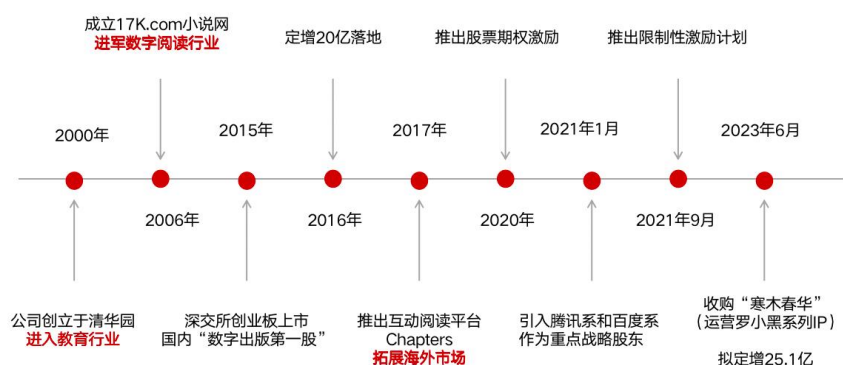 成立17K.com小说网
进军数字阅读行业
定增20亿落地
推出股票期权激励
推出限制性激励计划
2000年
2015年
2017年
2021年1月
2023年6月
2006年
2016年
2020年
2021年9月
公司创立于清华园
进入教育行业
深交所创业板上市
国内“数字出版第一股”
推出互动阅读平台
Chapters
拓展海外市场
引入腾讯系和百度系
作为重点战略股东
收购“寒木春华”
（运营罗小黑系列IP）
拟定增25.1亿